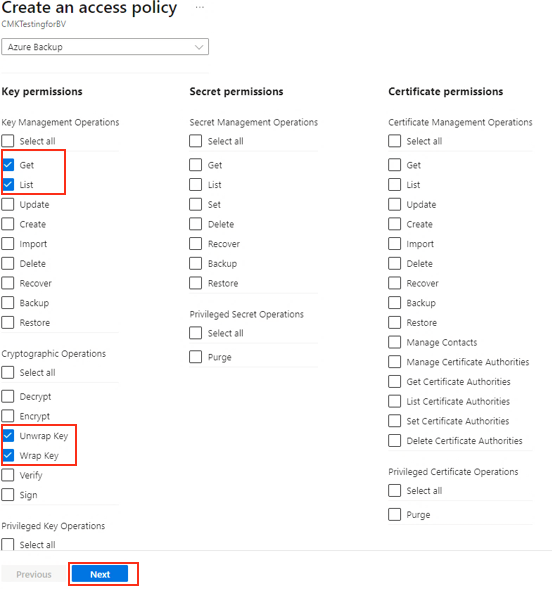 Create an access policy ...
CMKTestingforBV
Azure Backup
Key permissions
Key Management Operations
Select all
Get
List
Update
Create
Import
Delete
Recover
Backup
Restore
Cryptographic Operations
Select all
Decrypt
Encrypt
Unwrap Key
Wrap Key
Verify
Sign
Privileged Key Operations
Select all
Secret permissions
Secret Management Operations
Select all
Get
List
Set
Delete
Recover
Backup
Restore
Privileged Secret Operations
Select all
Purge
Certificate permissions
Certificate Management Operations
Select all
Get
List
Update
Create
Import
Delete
Recover
Backup
Restore
Manage Contacts
Manage Certificate Authorities
Get Certificate Authorities
List Certificate Authorities
Set Certificate Authorities
Delete Certificate Authorities
Privileged Certificate Operations
Select all
Purge
Previous
Next